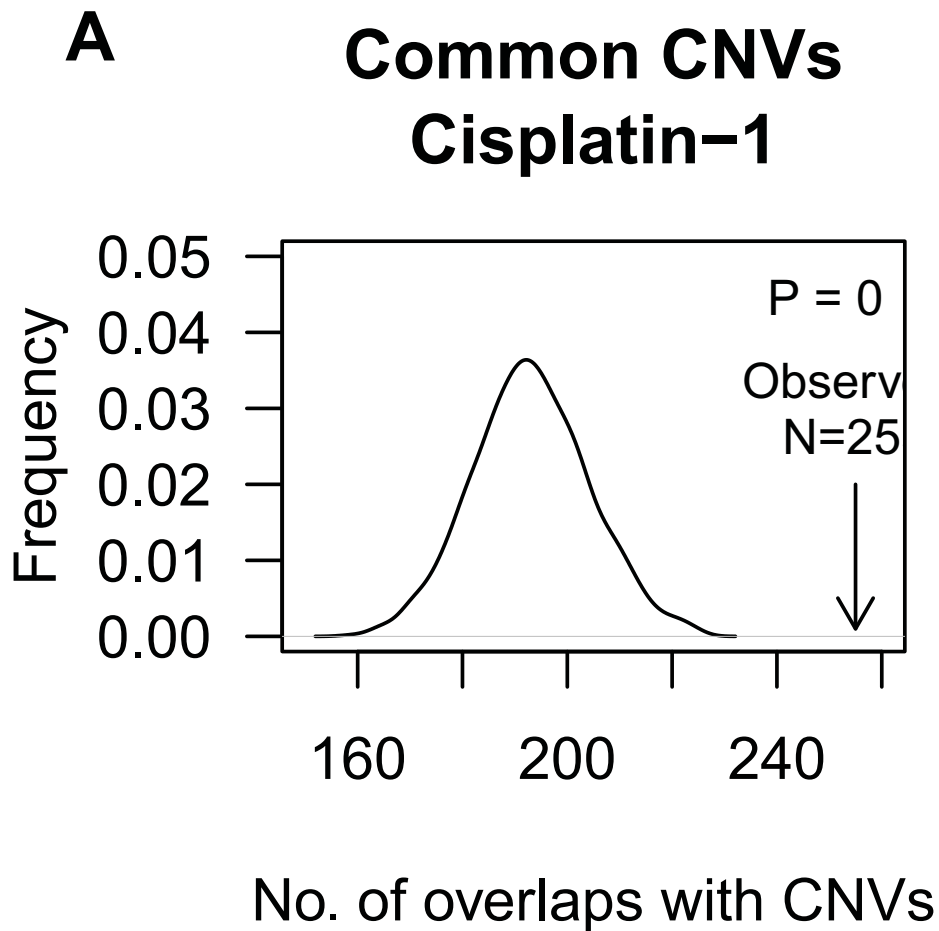 A
Common CNVs
Cisplatin−1
0.05
0.04
0.03
0.02
0.01
0.00
Frequency
P = 0
Observ
N=25
160
200
240
No. of overlaps with CNVs